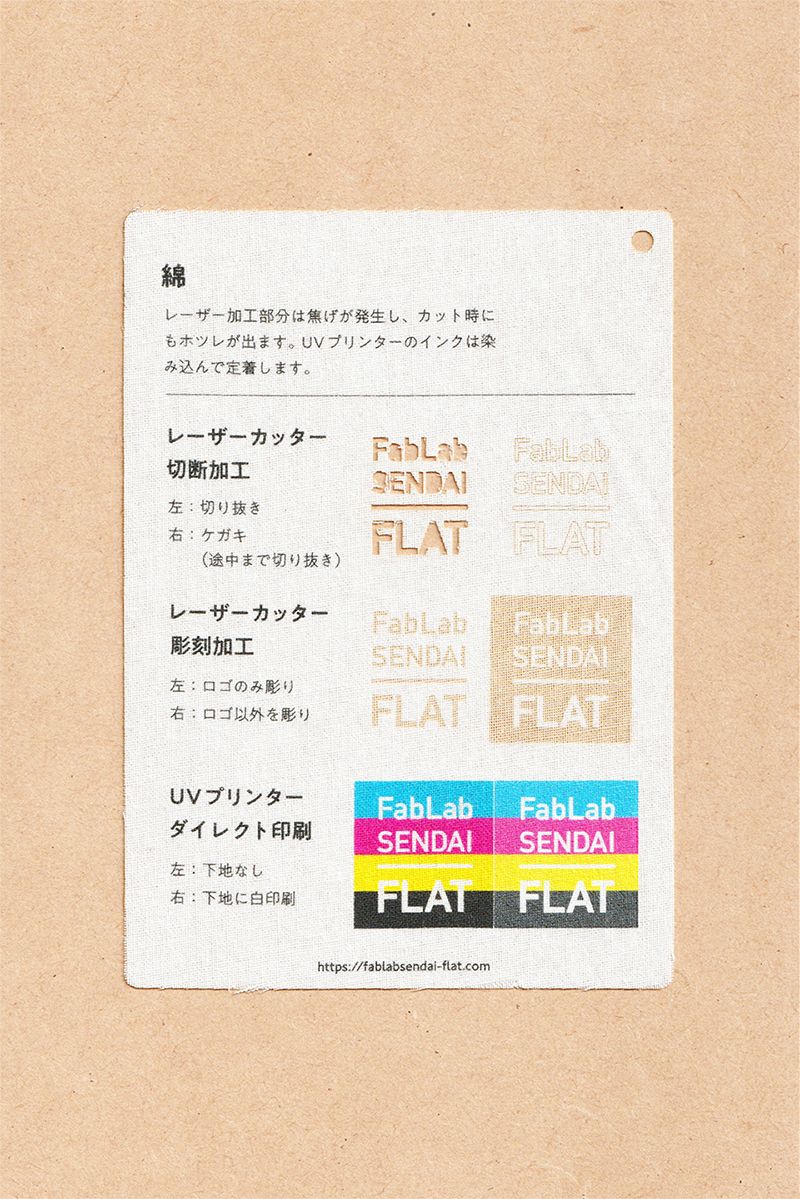 綿
レーザー加工部分は焦げが発生し、カット時に
もホツレが出ます。UVプリンターのインクは染
み込んで定着します。
レーザーカッター
切断加工
左：切り抜き
右：ケガキ
（途中まで切り抜き）
FabLab
SENDAI
FLAT
FabLab
SENDAI
FLAT
レーザーカッター
彫刻加工
左：ロゴのみ彫り
右：ロゴ以外を彫り
FabLab
SENDAI
FLAT
FabLab
SENDAI
FLAT
UVプリンター
ダイレクト印刷
左：下地なし
右：下地に白印刷
FabLab
SENDAI
FLAT
FabLab
SENDAI
FLAT
https://fablabsendai-flat.com